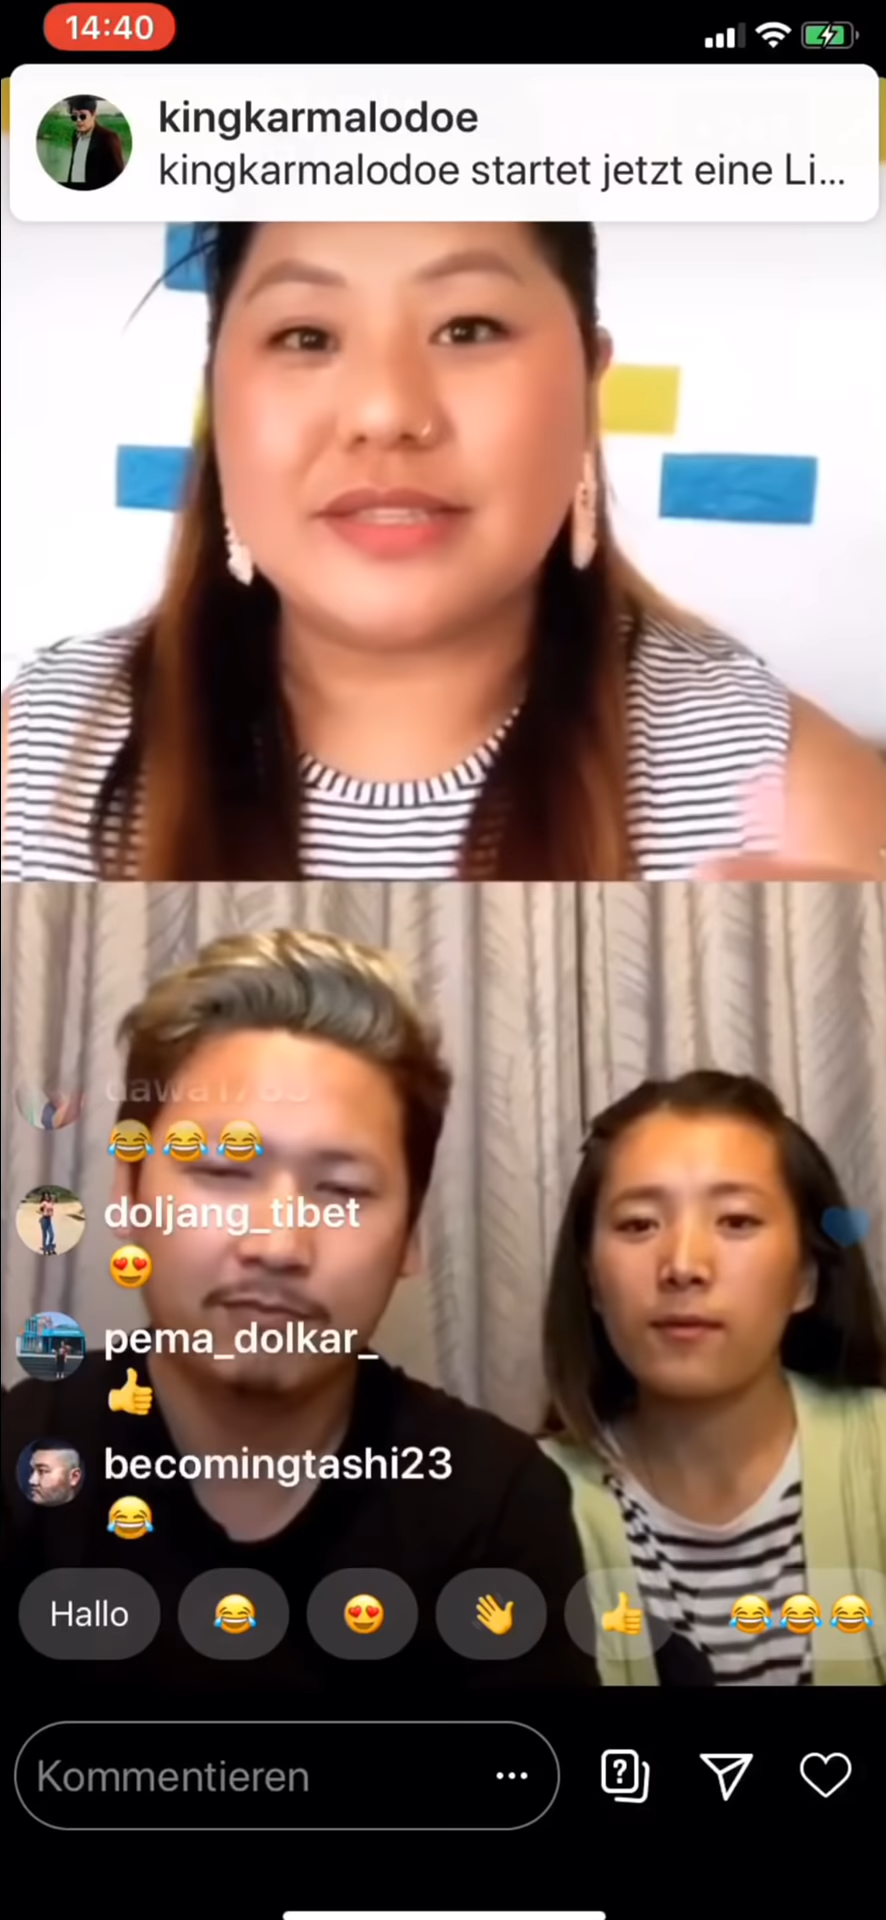 14:40
kingkarmalodoe
kingkarmalodoe startet jetzt eine Li...
doljang_tibet
pema_dolkar_
becomingtashi23
Hallo
Kommentieren